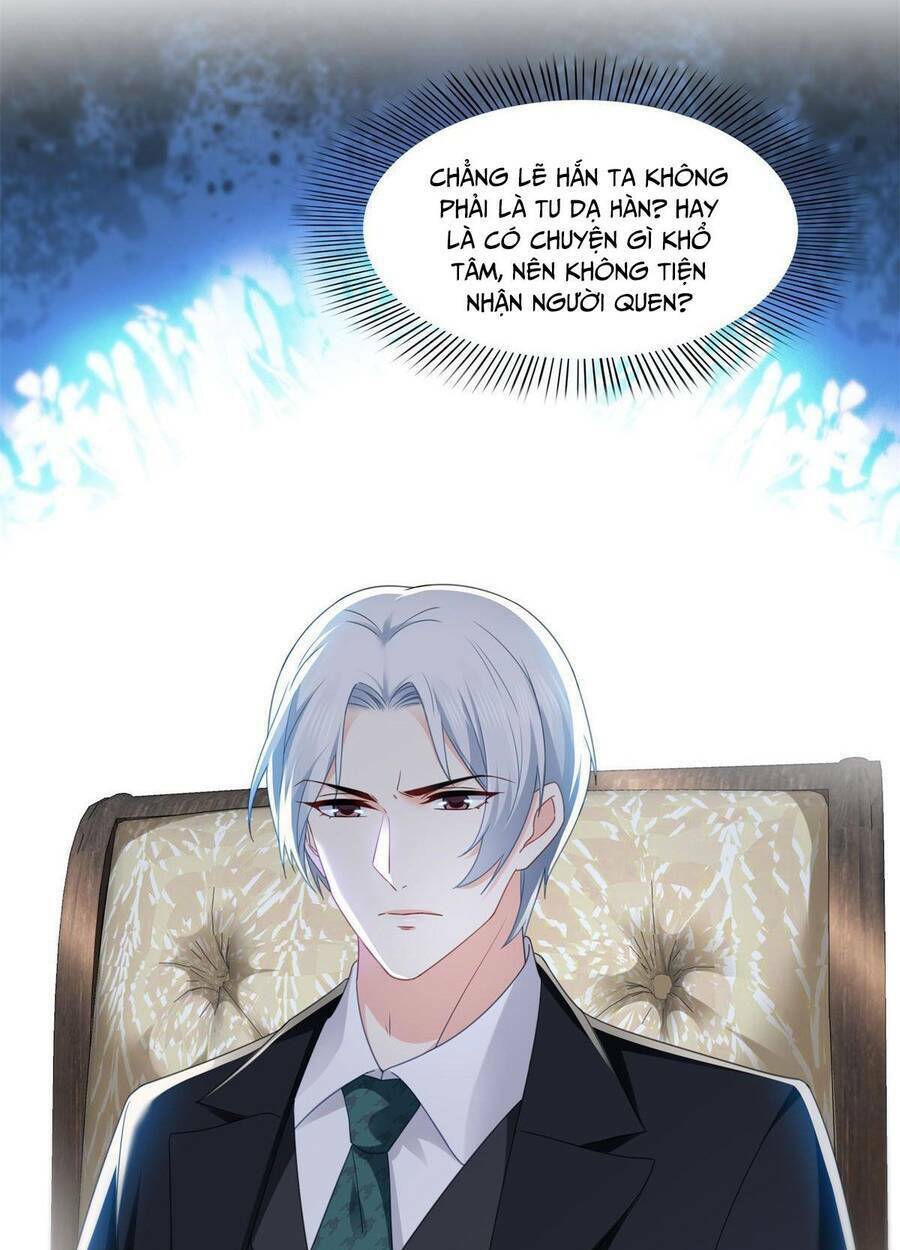 CHẲNG LẼ HẮN TA KHÔNG
PHẢI LÀ TU DẠ HÀN? HAY
LÀ CÓ CHUYỆN GÌ KHỔ
TÂM, NÊN KHÔNG TIỆN
NHẬN NGƯỜI QUEN?